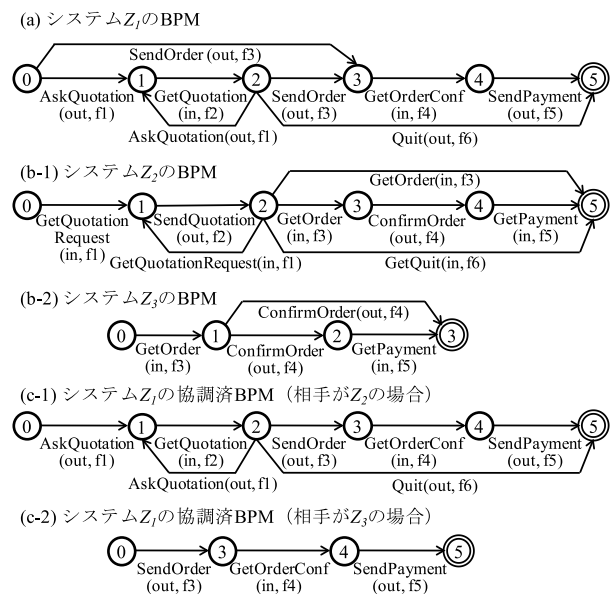 (a) システムZ1のBPM
SendOrder (out, f3)
0 1 2 3 4 5
AskQuotation GetQuotation SendOrder GetOrderConf SendPayment
(out, f1) (in, f2) (out, f3) (in, f4) (out, f5)
AskQuotation(out, f1) Quit(out, f6)
(b-1) システムZ2のBPM
GetOrder(in, f3)
0 1 2 3 4 5
GetQuotation SendQuotation GetOrder ConfirmOrder GetPayment
Request (out, f2) (in, f3) (out, f4) (in, f5)
(in, f1)
GetQuotationRequest(in, f1) GetQuit(in, f6)
(b-2) システムZ3のBPM
ConfirmOrder(out, f4)
0 1 2 3
GetOrder ConfirmOrder GetPayment
(in, f3) (out, f4) (in, f5)
(c-1) システムZ1の協調済BPM（相手がZ2の場合）
0 1 2 3 4 5
AskQuotation GetQuotation SendOrder GetOrderConf SendPayment
(out, f1) (in, f2) (out, f3) (in, f4) (out, f5)
AskQuotation(out, f1) Quit(out, f6)
(c-2) システムZ1の協調済BPM（相手がZ3の場合）
0 3 4 5
SendOrder GetOrderConf SendPayment
(out, f3) (in, f4) (out, f5)